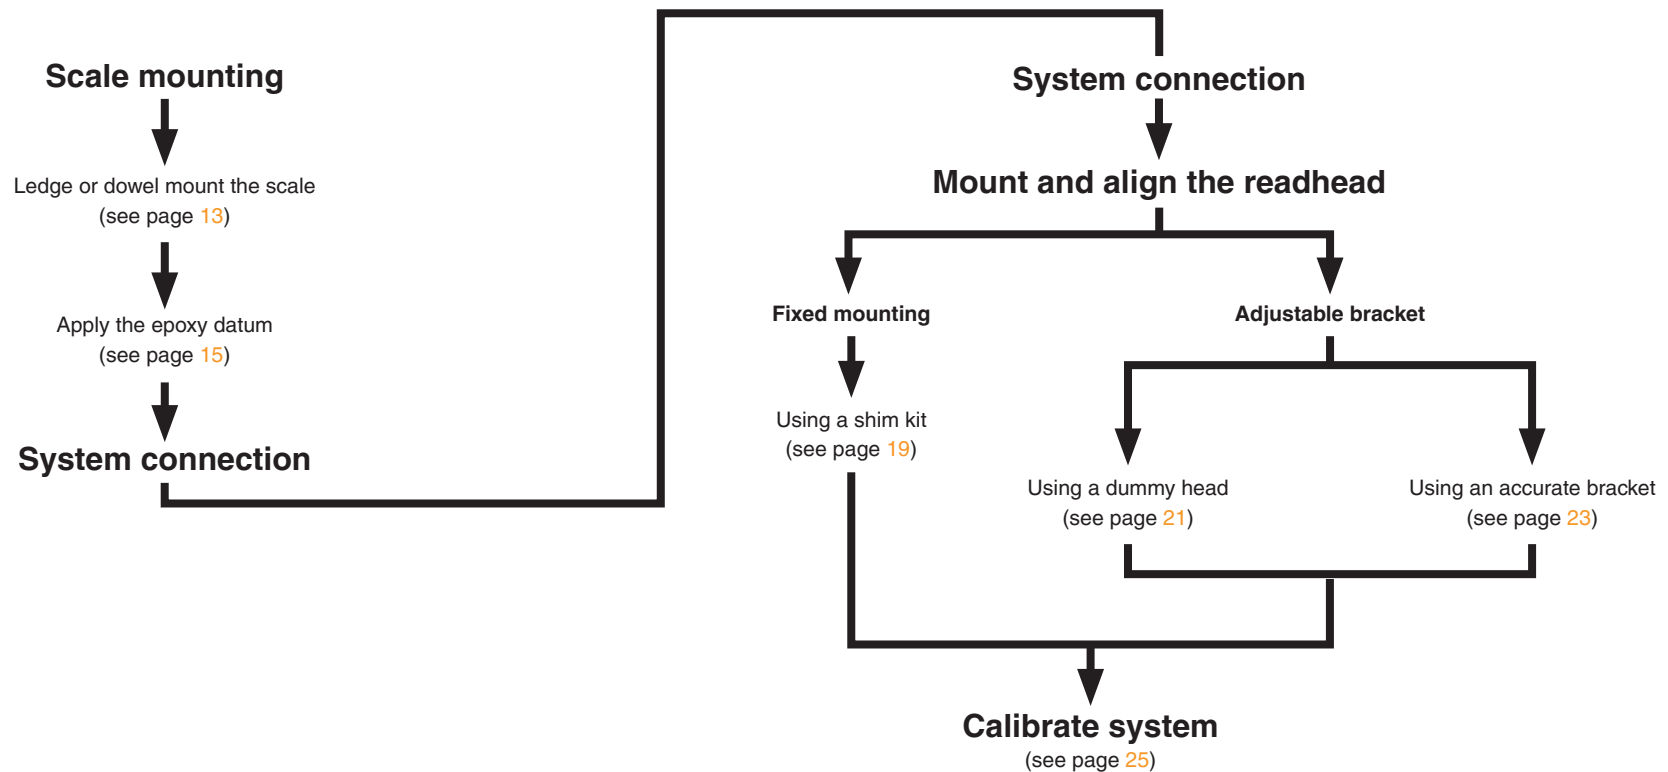 Scale mounting
Ledge or dowel mount the scale
(see page 13)
Apply the epoxy datum
(see page 15)
System connection
System connection
Mount and align the readhead
Fixed mounting
Using a shim kit
(see page 19)
Adjustable bracket
Using a dummy head
(see page 21)
Using an accurate bracket
(see page 23)
Calibrate system
(see page 25)